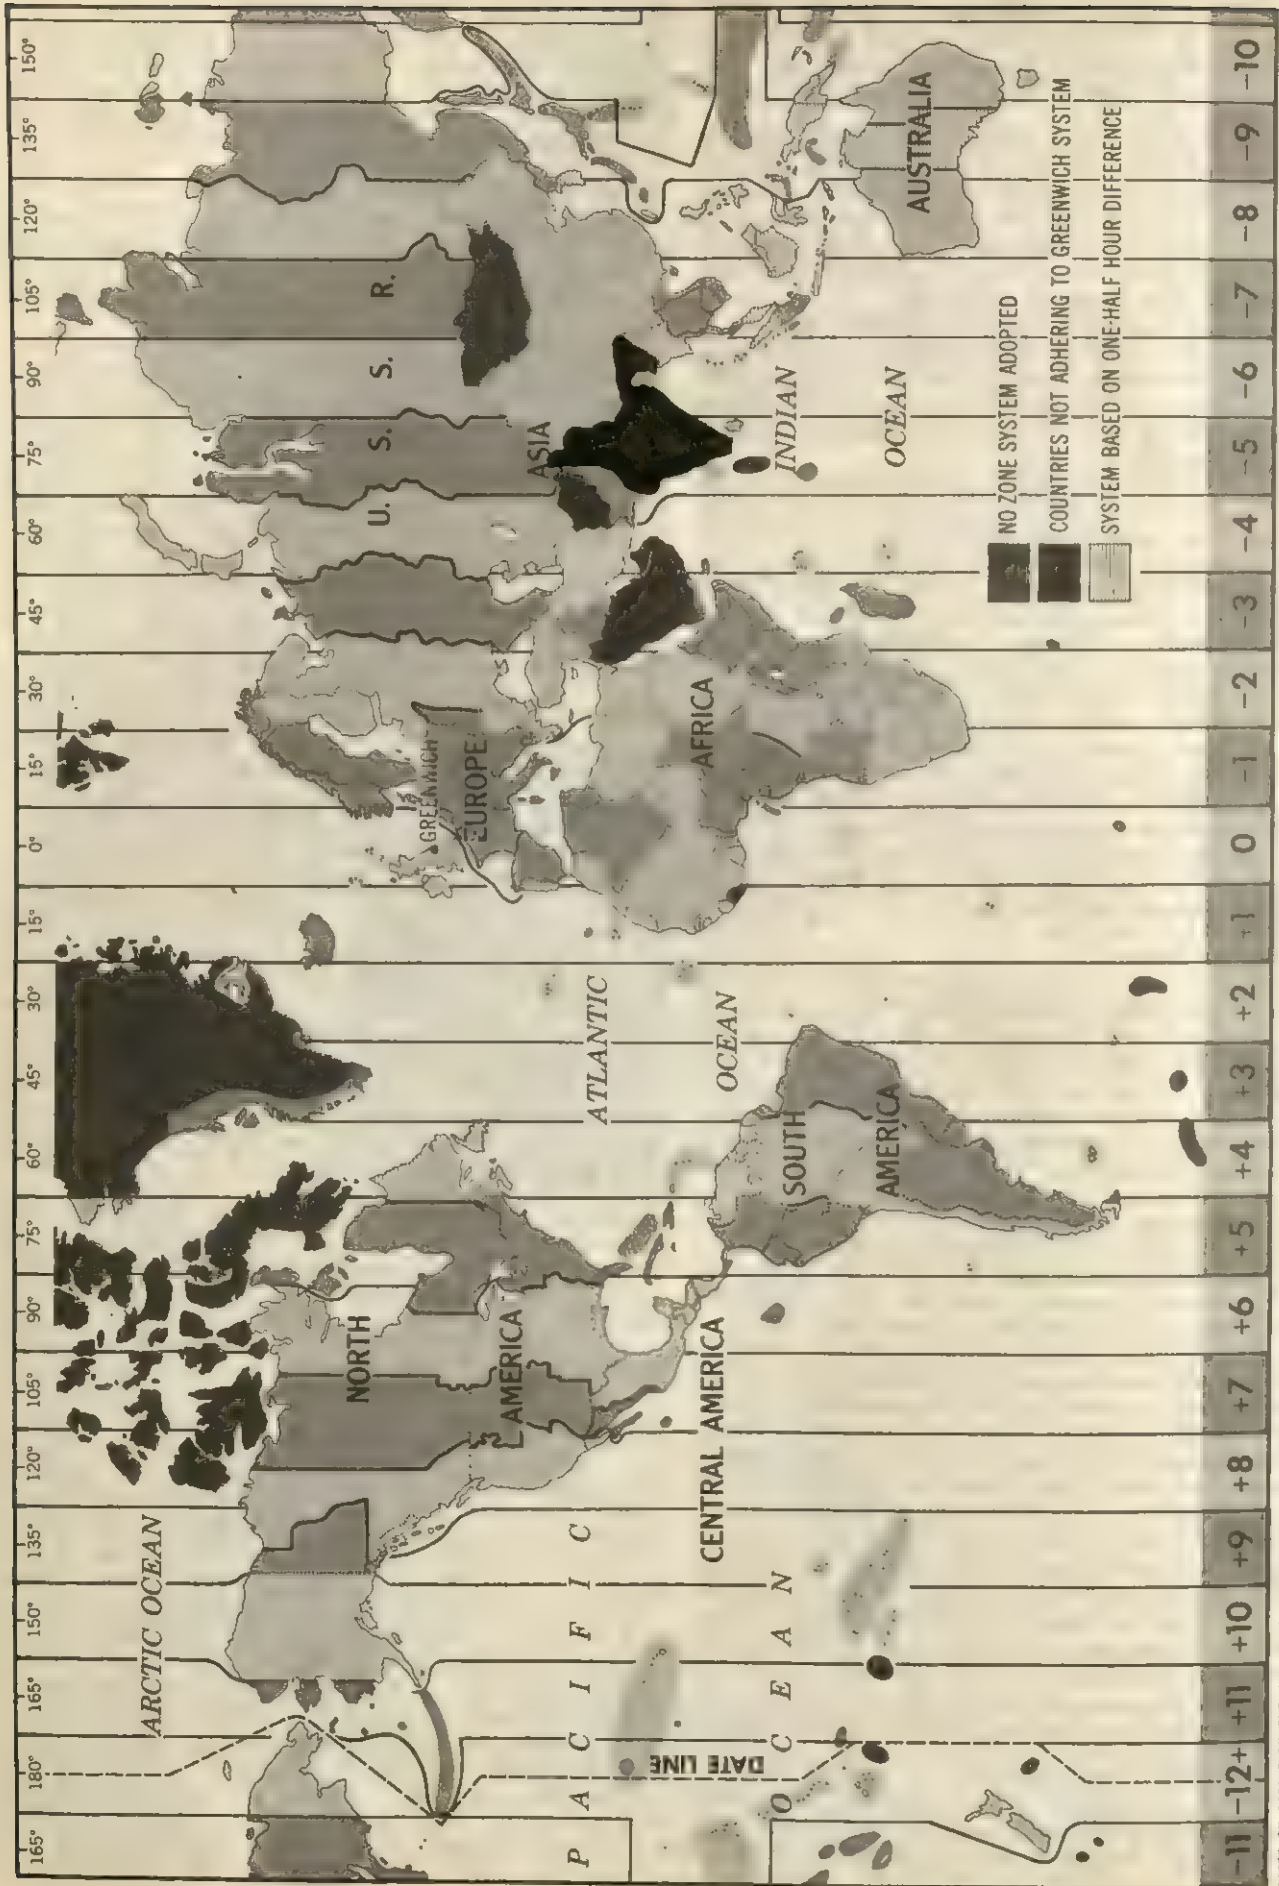 165° 180° 165° 150° 135° 120° 105° 90° 75° 60° 45° 30° 15° 0° 15° 30° 45° 60° 75° 90° 105° 120° 135° 150°
ARCTIC OCEAN
NORTH
AMERICA
GREENWICH
EUROPE
U. S. S. R.
ASIA
ATLANTIC
OCEAN
PACIFIC
OCEAN
DATE LINE
CENTRAL AMERICA
SOUTH
AMERICA
AFRICA
INDIAN
OCEAN
AUSTRALIA
NO ZONE SYSTEM ADOPTED
COUNTRIES NOT ADHERING TO GREENWICH SYSTEM
SYSTEM BASED ON ONE-HALF HOUR DIFFERENCE
-11 -12+ +11 +10 +9 +8 +7 +6 +5 +4 +3 +2 +1 0 -1 -2 -3 -4 -5 -6 -7 -8 -9 -10